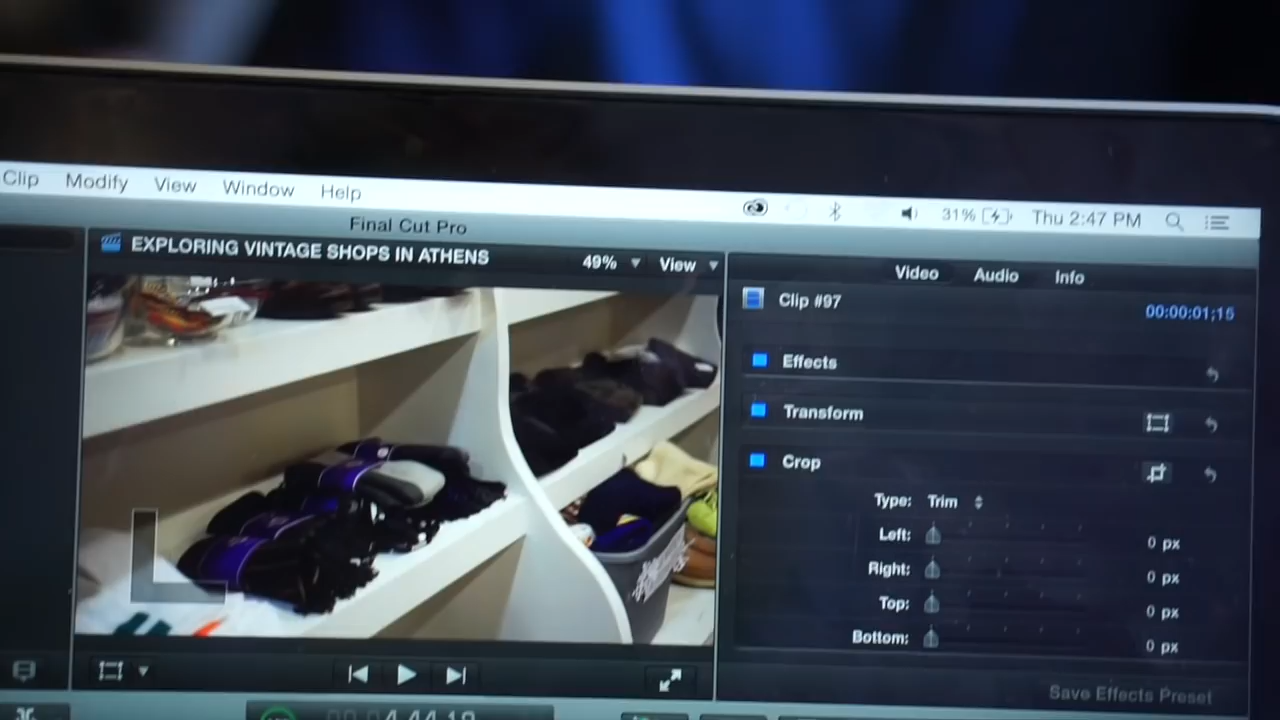 Clip Modify View Window Help
31% Thu 2:47 PM
Final Cut Pro
EXPLORING VINTAGE SHOPS IN ATHENS 49% View
Video Audio Info
Clip #97 00:00:01;15
Effects
Transform
Crop
Type: Trim
Left: 0 px
Right: 0 px
Top: 0 px
Bottom: 0 px
Save Effects Preset